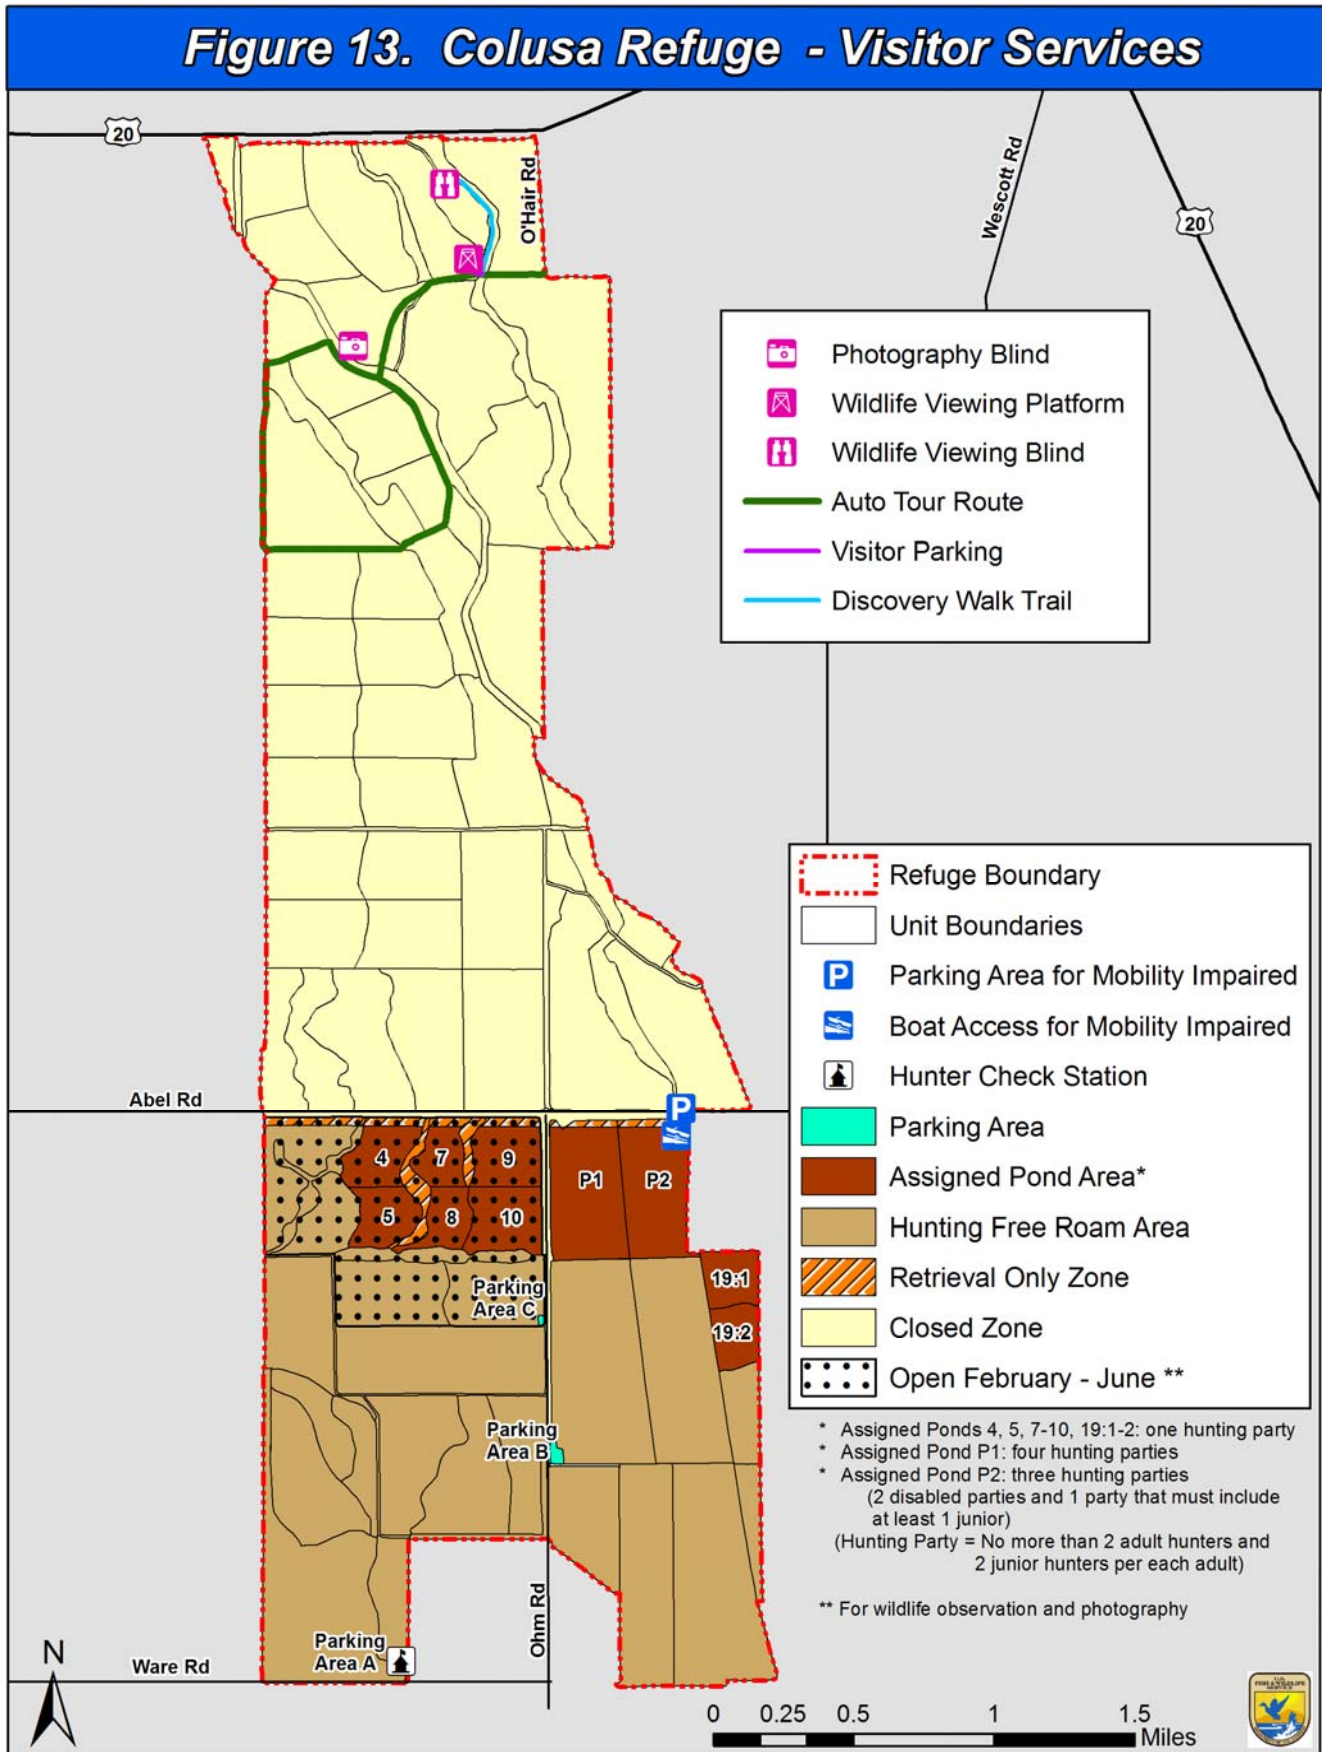 Figure 13. Colusa Refuge - Visitor Services
20
O'Hair Rd
Wescott Rd
20
Photography Blind
Wildlife Viewing Platform
Wildlife Viewing Blind
Auto Tour Route
Visitor Parking
Discovery Walk Trail
Refuge Boundary
Unit Boundaries
P Parking Area for Mobility Impaired
Boat Access for Mobility Impaired
Hunter Check Station
Parking Area
Assigned Pond Area*
Hunting Free Roam Area
Retrieval Only Zone
Closed Zone
Open February - June **
Abel Rd
P
4
7
9
P1
P2
5
8
10
19:1
19:2
Parking
Area C
Parking
Area B
* Assigned Ponds 4, 5, 7-10, 19:1-2: one hunting party
* Assigned Pond P1: four hunting parties
* Assigned Pond P2: three hunting parties
(2 disabled parties and 1 party that must include
at least 1 junior)
(Hunting Party = No more than 2 adult hunters and
2 junior hunters per each adult)
** For wildlife observation and photography
Ohm Rd
Parking
Area A
N
Ware Rd
0 0.25 0.5 1 1.5
Miles
U.S.
FISH & WILDLIFE
SERVICE